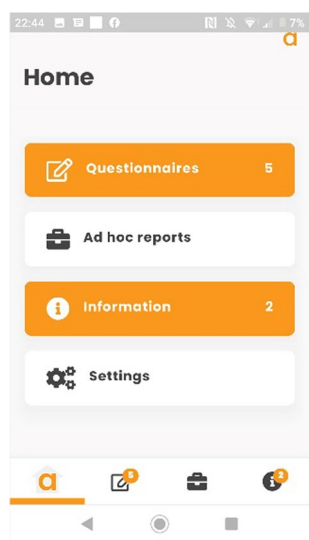 22:44 7%
a
Home
Questionnaires 5
Ad hoc reports
Information 2
Settings
a 5 2